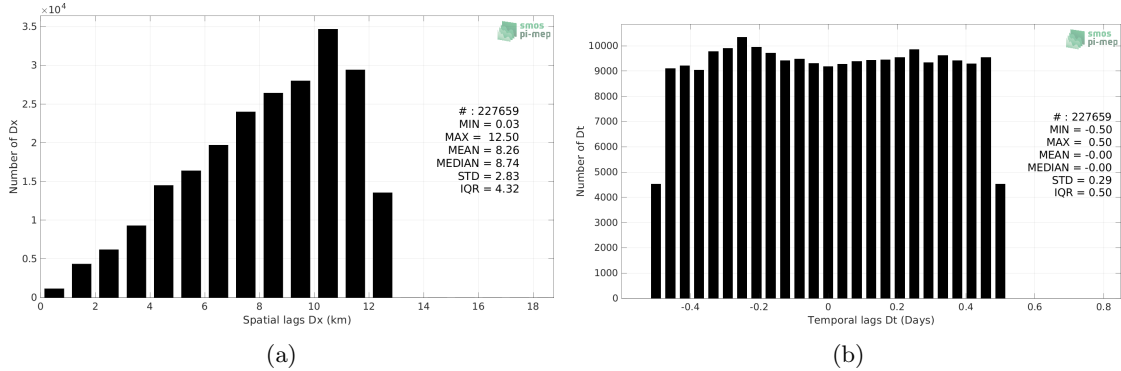 ×10⁴
3.5
3
2.5
2
1.5
1
0.5
0
Number of Dx
smos
pi-mep
# : 227659
MIN = 0.03
MAX = 12.50
MEAN = 8.26
MEDIAN = 8.74
STD = 2.83
IQR = 4.32
0 2 4 6 8 10 12 14 16 18
Spatial lags Dx (km)
(a)
10000
9000
8000
7000
6000
5000
4000
3000
2000
1000
0
Number of Dt
smos
pi-mep
# : 227659
MIN = -0.50
MAX = 0.50
MEAN = -0.00
MEDIAN = -0.00
STD = 0.29
IQR = 0.50
-0.4 -0.2 0 0.2 0.4 0.6 0.8
Temporal lags Dt (Days)
(b)